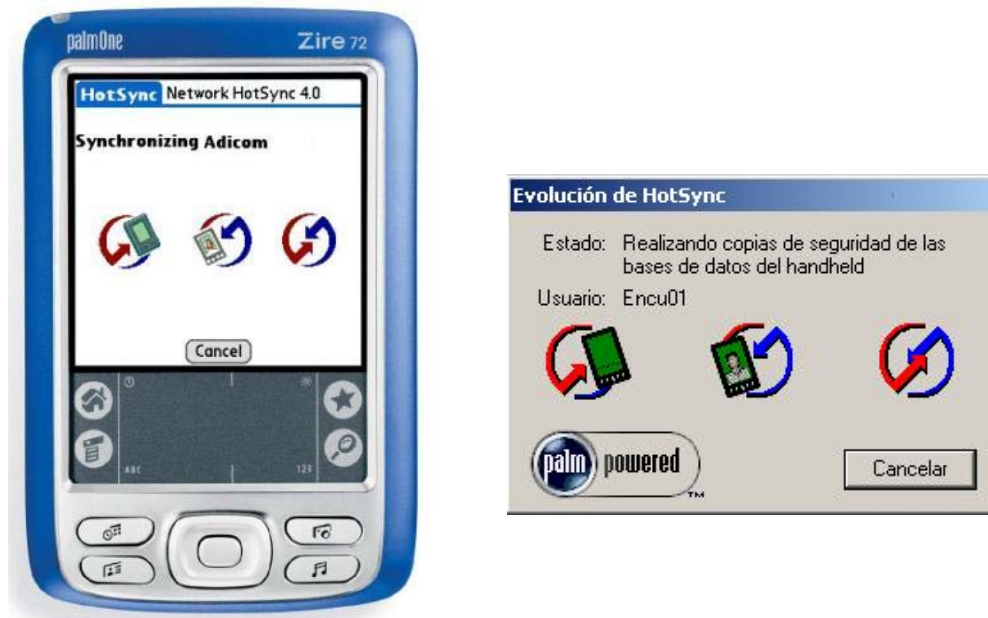 palmOne
Zire 72
HotSync Network HotSync 4.0
Synchronizing Adicom
Cancel
ABC
123
Evolución de HotSync
Estado: Realizando copias de seguridad de las
bases de datos del handheld
Usuario: Encu01
palm powered
TM
Cancelar